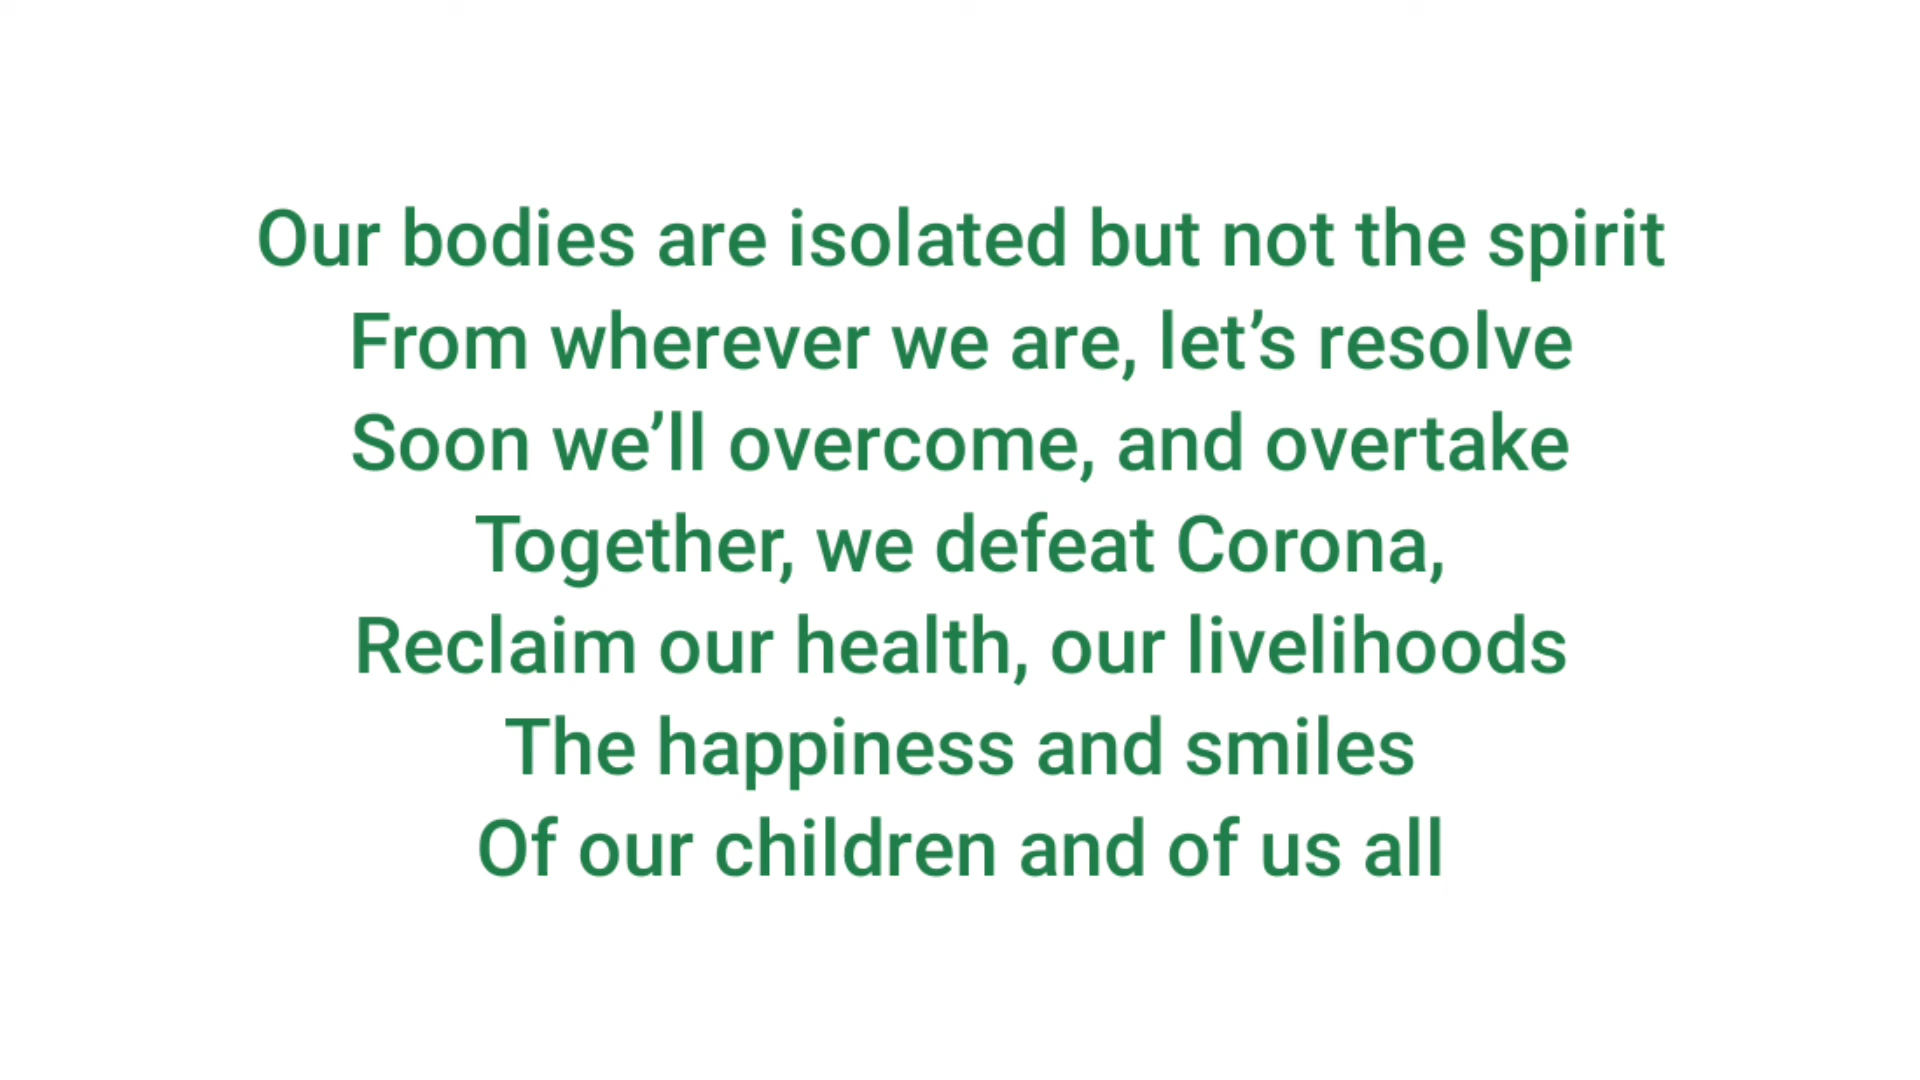 Our bodies are isolated but not the spirit
From wherever we are, let’s resolve
Soon we’ll overcome, and overtake
Together, we defeat Corona,
Reclaim our health, our livelihoods
The happiness and smiles
Of our children and of us all